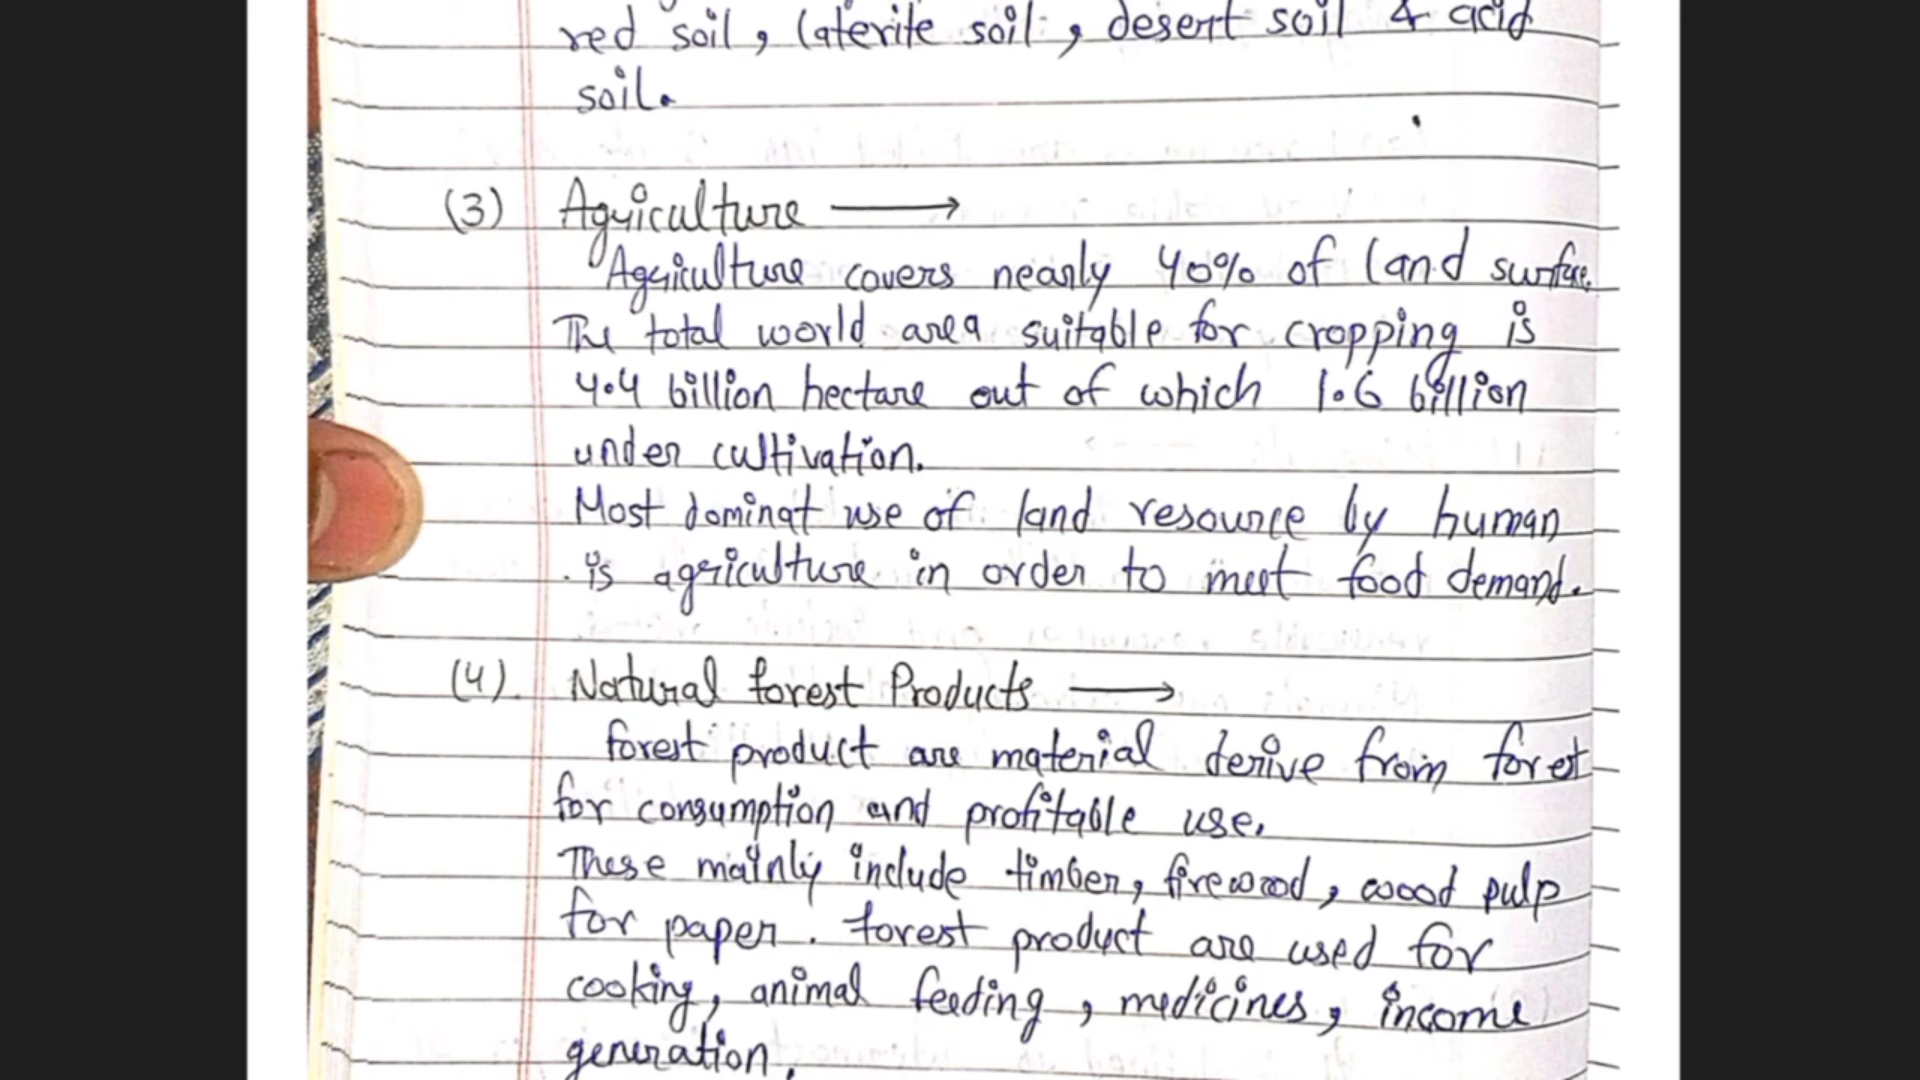 red soil, laterite soil, desert soil & acid
soil.
(3) Agriculture →
Agriculture covers nearly 40% of land surface.
The total world area suitable for cropping is
4.4 billion hectare out of which 1.6 billion
under cultivation.
Most dominat use of land resource by human
is agriculture in order to meet food demand.
(4). Natural forest Products →
forest product are material derive from forest
for consumption and profitable use.
These mainly include timber, firewood, wood pulp
for paper. forest product are used for
cooking, animal feeding, medicines, income
generation.